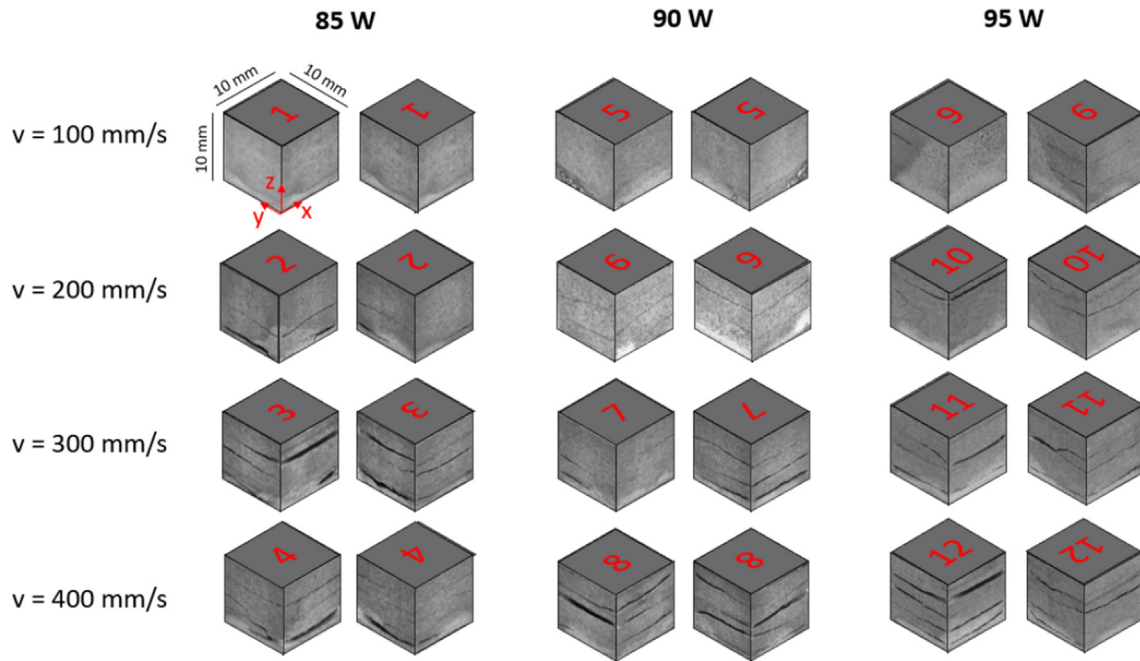 85 W 90 W 95 W
10 mm 10 mm
v = 100 mm/s 1 1 5 5 9 9
10 mm
z
y x
v = 200 mm/s 2 2 6 6 10 10
v = 300 mm/s 3 3 7 7 11 11
v = 400 mm/s 4 4 8 8 12 12